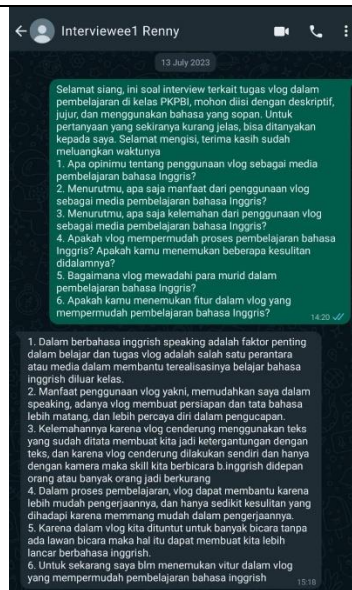 Interviewee1 Renny
13 July 2023
Selamat siang, ini soal interview terkait tugas vlog dalam
pembelajaran di kelas PKPBI, mohon diisi dengan deskriptif,
jujur, dan menggunakan bahasa yang sopan. Untuk
pertanyaan yang sekiranya kurang jelas, bisa ditanyakan
kepada saya. Selamat mengisi, terima kasih sudah
meluangkan waktunya
1. Apa opinimu tentang penggunaan vlog sebagai media
pembelajaran bahasa Inggris?
2. Menurutmu, apa saja manfaat dari penggunaan vlog
sebagai media pembelajaran bahasa Inggris?
3. Menurutmu, apa saja kelemahan dari penggunaan vlog
sebagai media pembelajaran bahasa Inggris?
4. Apakah vlog mempermudah proses pembelajaran bahasa
Inggris? Apakah kamu menemukan beberapa kesulitan
didalamnya?
5. Bagaimana vlog mewadahi para murid dalam
pembelajaran bahasa Inggris?
6. Apakah kamu menemukan fitur dalam vlog yang
mempermudah pembelajaran bahasa Inggris?
14:20
1. Dalam berbahasa inggrish speaking adalah faktor penting
dalam belajar dan tugas vlog adalah salah satu perantara
atau media dalam membantu terealisasinya belajar bahasa
inggrish diluar kelas.
2. Manfaat penggunaan vlog yakni, memudahkan saya dalam
speaking, adanya vlog membuat persiapan dan tata bahasa
lebih matang, dan lebih percaya diri dalam pengucapan.
3. Kelemahannya karena vlog cenderung menggunakan teks
yang sudah ditata membuat kita jadi ketergantungan dengan
teks, dan karena vlog cenderung dilakukan sendiri dan hanya
dengan kamera maka skill kita berbicara b.inggrish didepan
orang atau banyak orang jadi berkurang
4. Dalam proses pembelajaran, vlog dapat membantu karena
lebih mudah pengerjaannya, dan hanya sedikit kesulitan yang
dihadapi karena memmang mudah dalam pengerjaannya.
5. Karena dalam vlog kita dituntut untuk banyak bicara tanpa
ada lawan bicara maka hal itu dapat membuat kita lebih
lancar berbahasa inggrish.
6. Untuk sekarang saya blm menemukan vitur dalam vlog
yang mempermudah pembelajaran bahasa inggrish
15:18